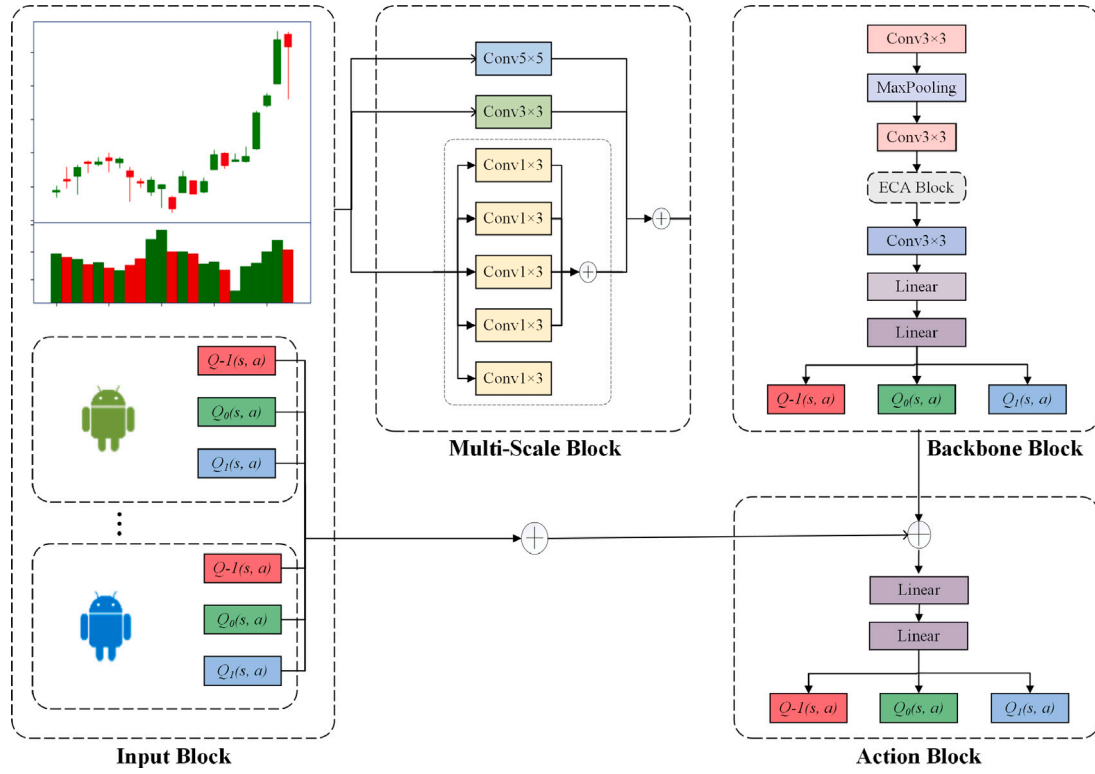 Q-1(s, a)
Q0(s, a)
Q1(s, a)
Q-1(s, a)
Q0(s, a)
Q1(s, a)
Input Block
Conv5×5
Conv3×3
Conv1×3
Conv1×3
Conv1×3
Conv1×3
Conv1×3
Multi-Scale Block
Conv3×3
MaxPooling
Conv3×3
ECA Block
Conv3×3
Linear
Linear
Q-1(s, a)
Q0(s, a)
Q1(s, a)
Backbone Block
Linear
Linear
Q-1(s, a)
Q0(s, a)
Q1(s, a)
Action Block